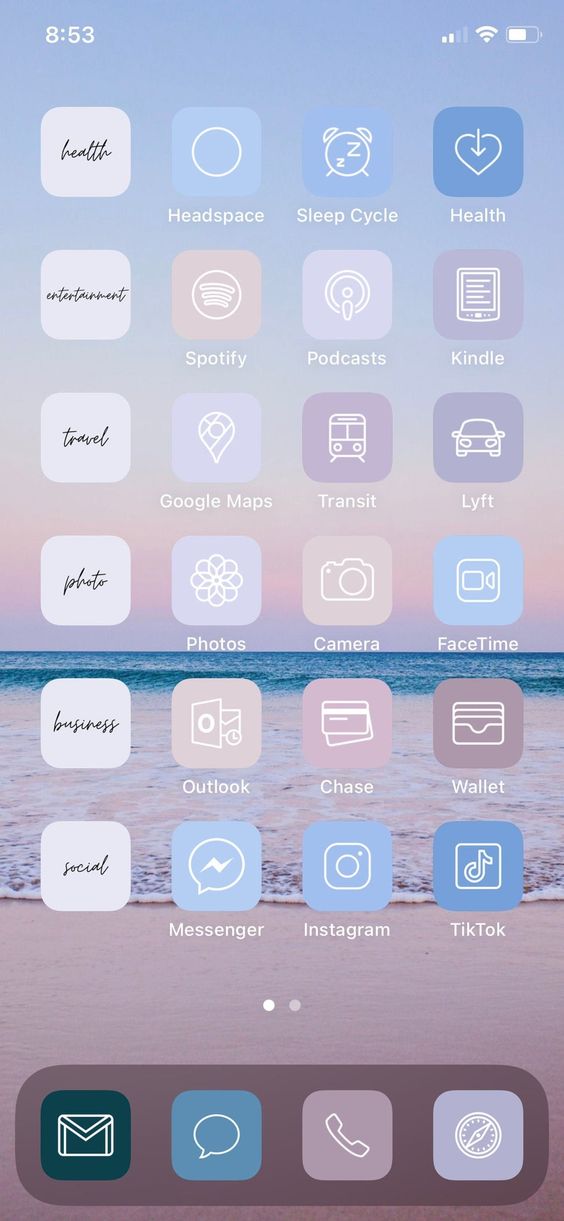 8:53
health
Headspace Sleep Cycle Health
entertainment
Spotify Podcasts Kindle
travel
Google Maps Transit Lyft
photo
Photos Camera FaceTime
business
Outlook Chase Wallet
social
Messenger Instagram TikTok